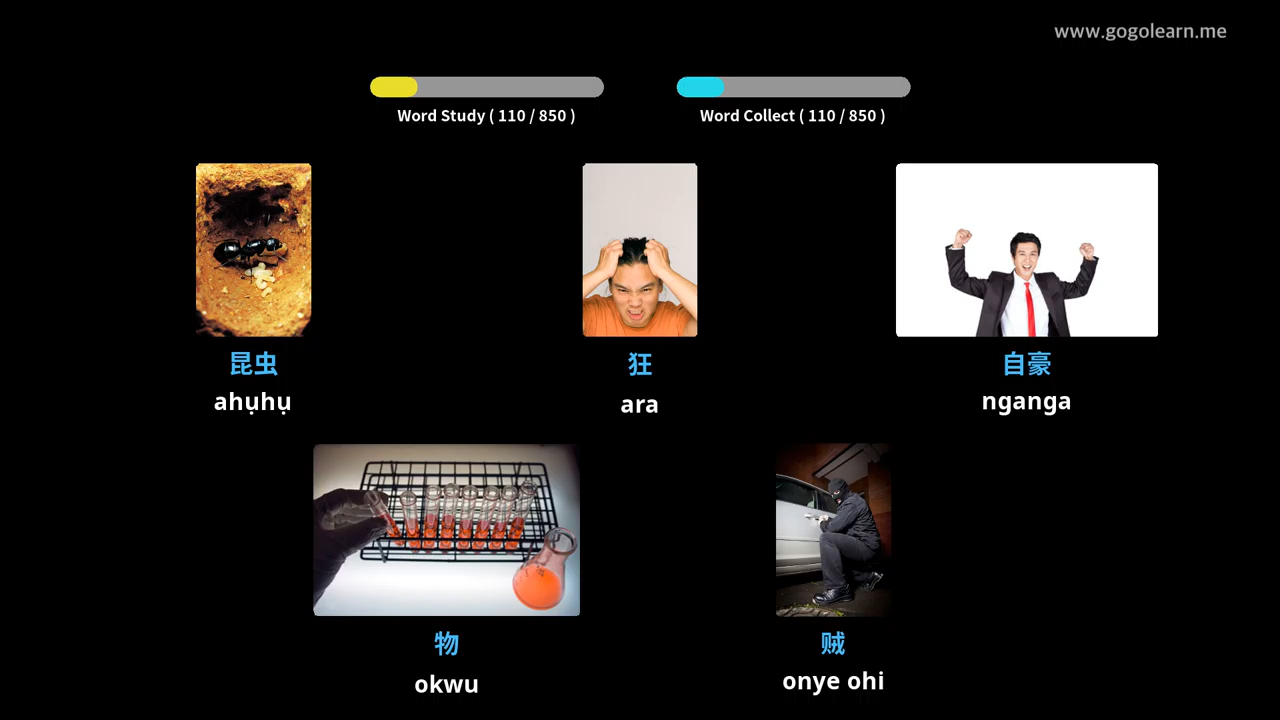 www.gogolearn.me
Word Study ( 110 / 850 )
Word Collect ( 110 / 850 )
昆虫
ahụhụ
狂
ara
自豪
nganga
物
okwu
贼
onye ohi